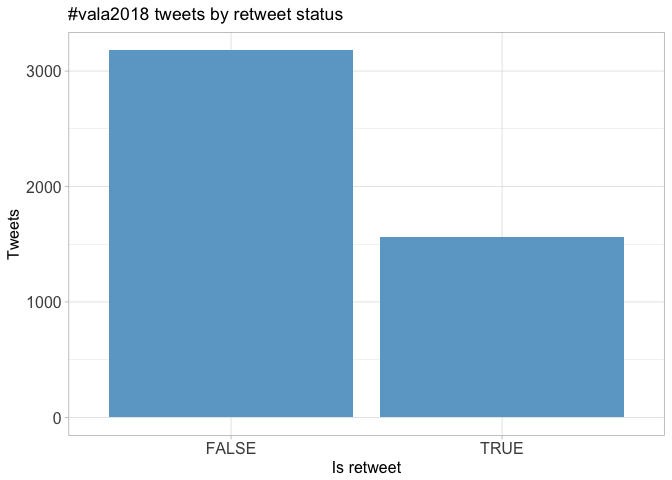 #vala2018 tweets by retweet status
Tweets
3000
2000
1000
0
FALSE
TRUE
Is retweet